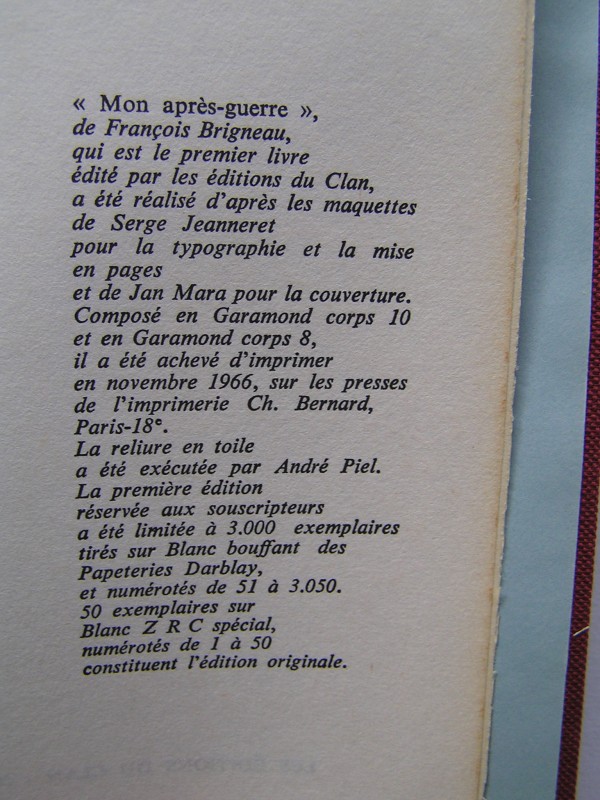 « Mon après-guerre »,
de François Brigneau,
qui est le premier livre
édité par les éditions du Clan,
a été réalisé d'après les maquettes
de Serge Jeanneret
pour la typographie et la mise
en pages
et de Jan Mara pour la couverture.
Composé en Garamond corps 10
et en Garamond corps 8,
il a été achevé d'imprimer
en novembre 1966, sur les presses
de l'imprimerie Ch. Bernard,
Paris-18e.
La reliure en toile
a été exécutée par André Piel.
La première édition
réservée aux souscripteurs
a été limitée à 3.000 exemplaires
tirés sur Blanc bouffant des
Papeteries Darblay,
et numérotés de 51 à 3.050.
50 exemplaires sur
Blanc Z R C spécial,
numérotés de 1 à 50
constituent l'édition originale.